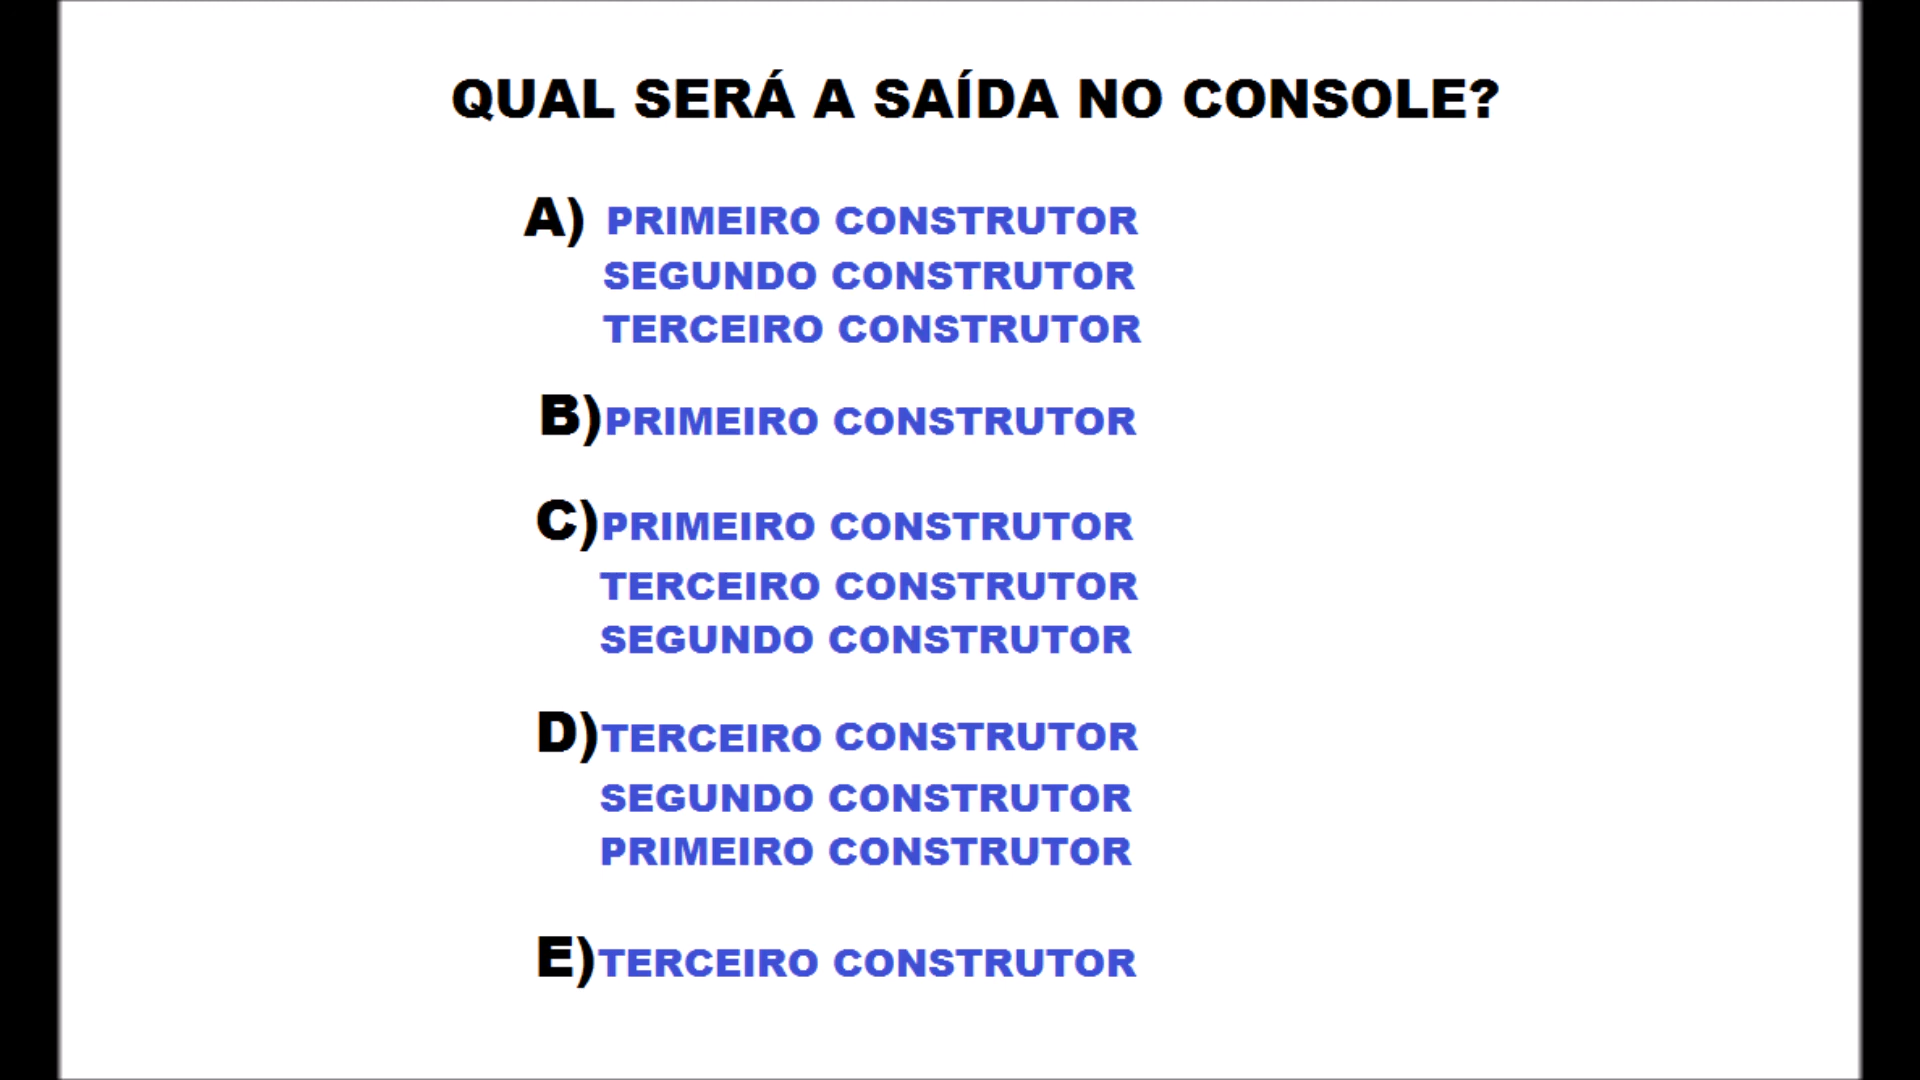 QUAL SERÁ A SAÍDA NO CONSOLE?
A) PRIMEIRO CONSTRUTOR
SEGUNDO CONSTRUTOR
TERCEIRO CONSTRUTOR
B)PRIMEIRO CONSTRUTOR
C)PRIMEIRO CONSTRUTOR
TERCEIRO CONSTRUTOR
SEGUNDO CONSTRUTOR
D)TERCEIRO CONSTRUTOR
SEGUNDO CONSTRUTOR
PRIMEIRO CONSTRUTOR
E)TERCEIRO CONSTRUTOR